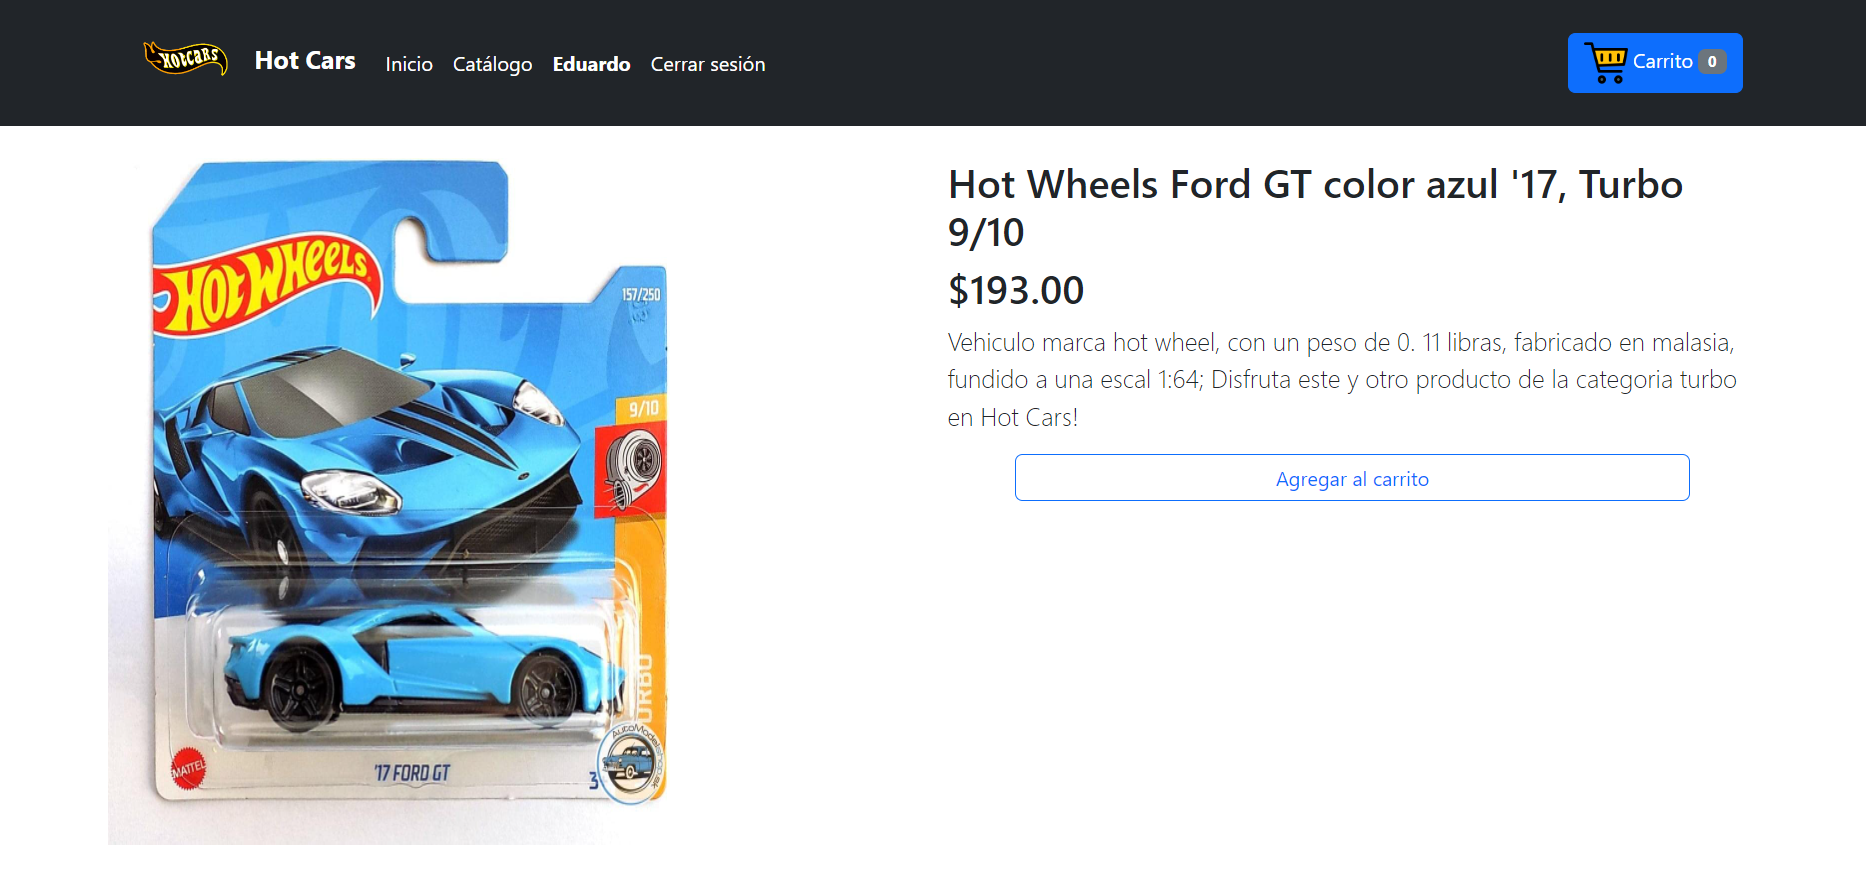 HOTCARS
Hot Cars
Inicio
Catálogo
Eduardo
Cerrar sesión
Carrito 0
HOT WHEELS
157/250
9/10
TURBO
MATTEL
'17 FORD GT
3
Hot Wheels Ford GT color azul '17, Turbo
9/10
$193.00
Vehiculo marca hot wheel, con un peso de 0. 11 libras, fabricado en malasia,
fundido a una escal 1:64; Disfruta este y otro producto de la categoria turbo
en Hot Cars!
Agregar al carrito